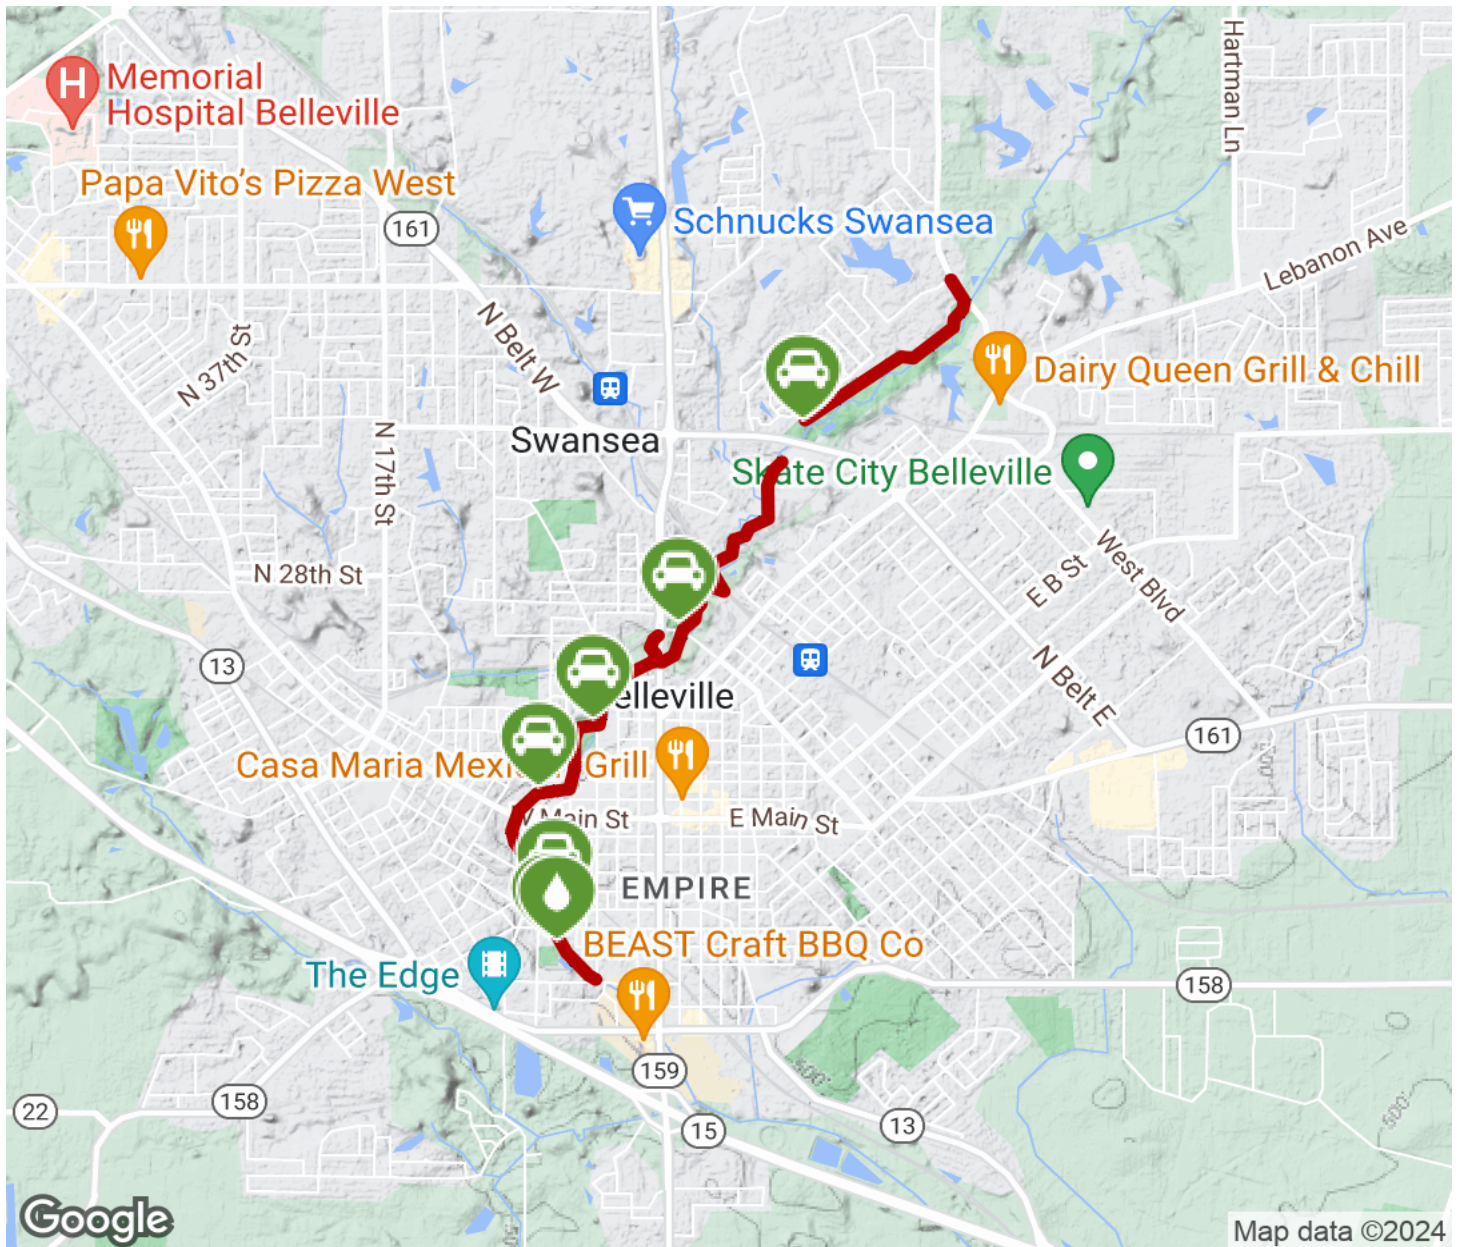 Hartman Ln
H
Memorial
Hospital Belleville
Papa Vito's Pizza West
161
Schnucks Swansea
Lebanon Ave
N Belt W
N 37th St
Dairy Queen Grill & Chill
Swansea
N 17th St
Skate City Belleville
West Blvd
E B St
N 28th St
13
elleville
N Belt E
161
Casa Maria Mex Grill
Main St
E Main St
EMPIRE
BEAST Craft BBQ Co
The Edge
158
159
500'
22
158
15
13
500'
500'
Google
Map data ©2024